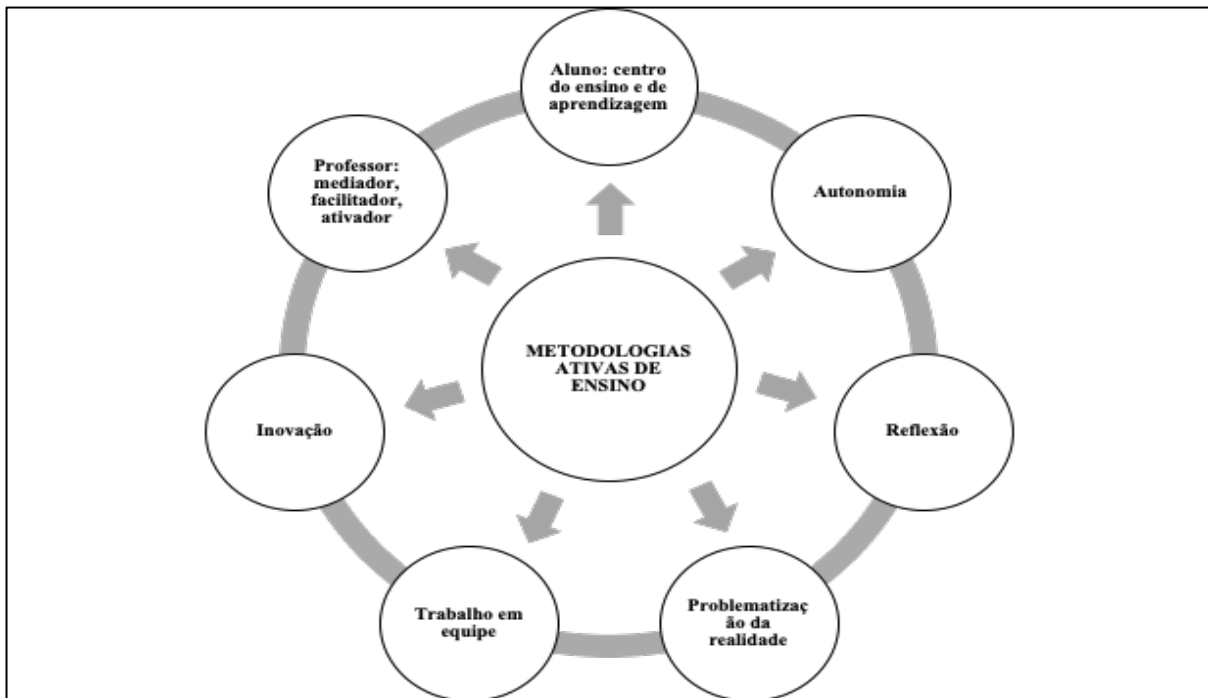 Aluno: centro
do ensino e de
aprendizagem
Autonomia
Reflexão
Problematizaç
ão da
realidade
Trabalho em
equipe
Inovação
Professor:
mediador,
facilitador,
ativador
METODOLOGIAS
ATIVAS DE
ENSINO